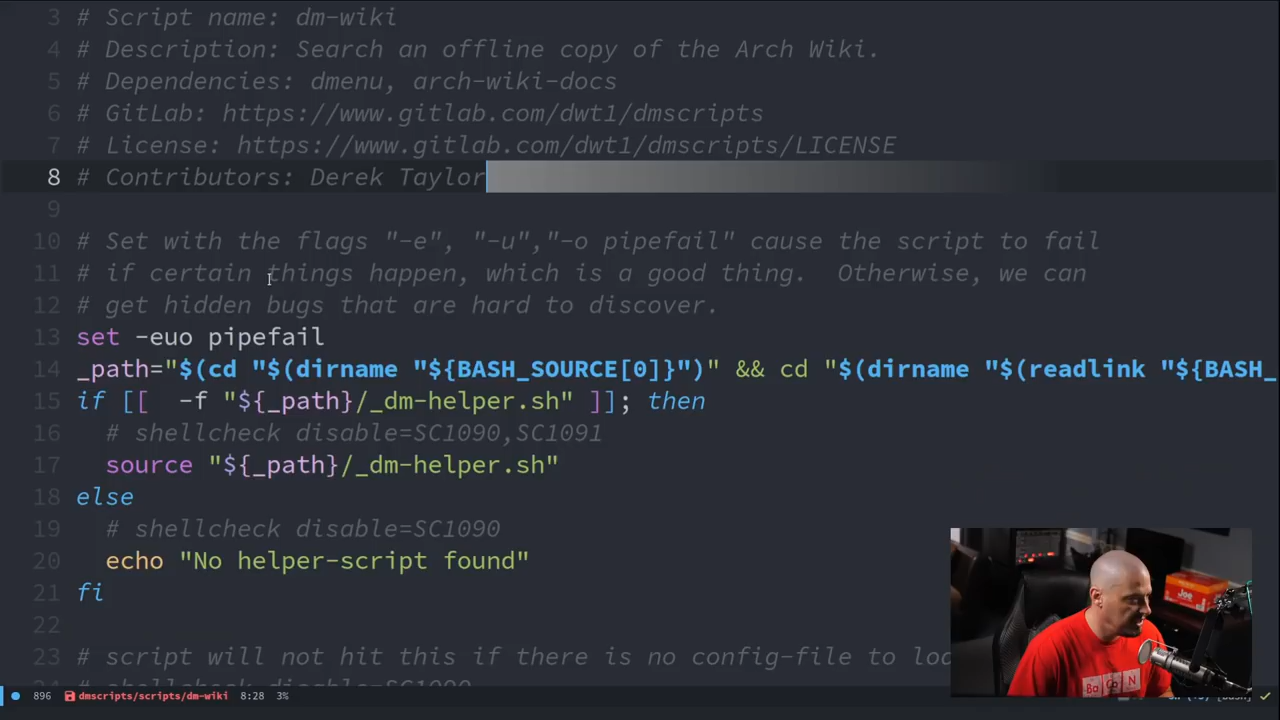 3 # Script name: dm-wiki
4 # Description: Search an offline copy of the Arch Wiki.
5 # Dependencies: dmenu, arch-wiki-docs
6 # GitLab: https://www.gitlab.com/dwt1/dmscripts
7 # License: https://www.gitlab.com/dwt1/dmscripts/LICENSE
8 # Contributors: Derek Taylor
9
10 # Set with the flags "-e", "-u","-o pipefail" cause the script to fail
11 # if certain things happen, which is a good thing.  Otherwise, we can
12 # get hidden bugs that are hard to discover.
13 set -euo pipefail
14 _path="$(cd "$(dirname "${BASH_SOURCE[0]}")" && cd "$(dirname "$(readlink "${BASH_
15 if [[  -f "${_path}/_dm-helper.sh" ]]; then
16   # shellcheck disable=SC1090,SC1091
17   source "${_path}/_dm-helper.sh"
18 else
19   # shellcheck disable=SC1090
20   echo "No helper-script found"
21 fi
22
23 # script will not hit this if there is no config-file to loa
24 # shellcheck disable=SC1090
896 dmscripts/scripts/dm-wiki 8:28 3%
Joe
Ba Co N